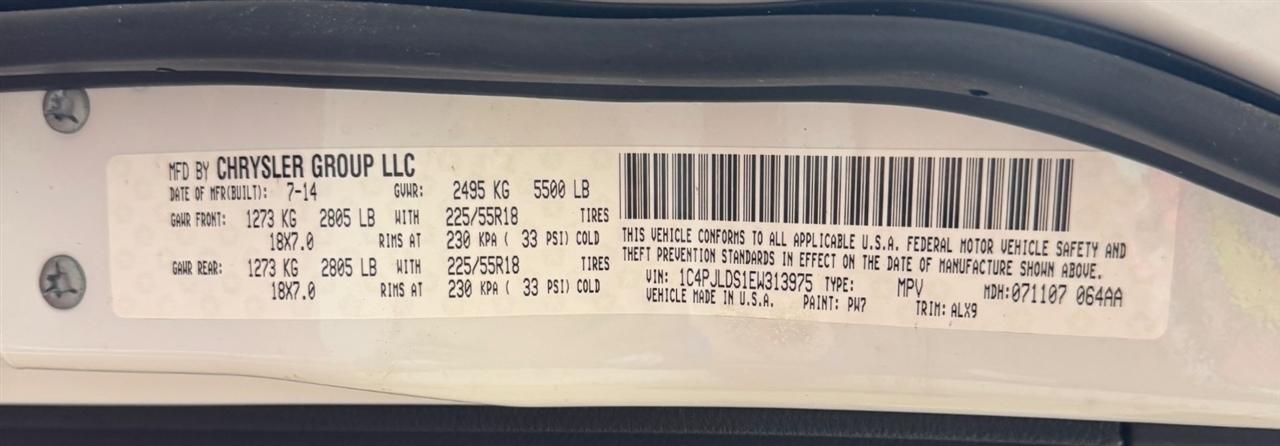 MFD BY CHRYSLER GROUP LLC
DATE OF MFR(BUILT): 7-14 GVWR: 2495 KG 5500 LB
GAWR FRONT: 1273 KG 2805 LB WITH 225/55R18 TIRES
18X7.0 RIMS AT 230 KPA ( 33 PSI) COLD
GAWR REAR: 1273 KG 2805 LB WITH 225/55R18 TIRES
18X7.0 RIMS AT 230 KPA ( 33 PSI) COLD
THIS VEHICLE CONFORMS TO ALL APPLICABLE U.S.A. FEDERAL MOTOR VEHICLE SAFETY AND
THEFT PREVENTION STANDARDS IN EFFECT ON THE DATE OF MANUFACTURE SHOWN ABOVE.
VIN: 1C4PJLDS1EW313975 TYPE: MPV MDH:071107 064AA
VEHICLE MADE IN U.S.A. PAINT: PW7 TRIM: ALX9